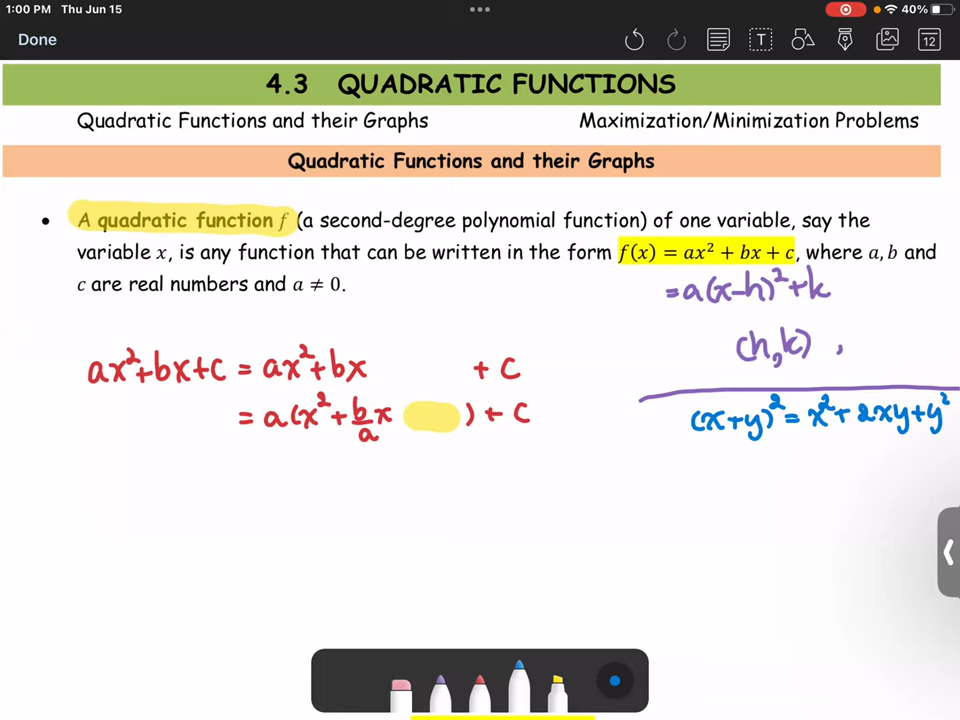 1:00 PM Thu Jun 15
40%
Done
T
12
4.3 QUADRATIC FUNCTIONS
Quadratic Functions and their Graphs Maximization/Minimization Problems
Quadratic Functions and their Graphs
• A quadratic function f (a second-degree polynomial function) of one variable, say the
variable x, is any function that can be written in the form f(x) = ax² + bx + c, where a, b and
c are real numbers and a ≠ 0.
= a(x-h)² + k
(h,k) ,
ax²+bx+c = ax²+bx + c
= a(x² + b/a x ) + c
(x+y)² = x² + 2xy + y²